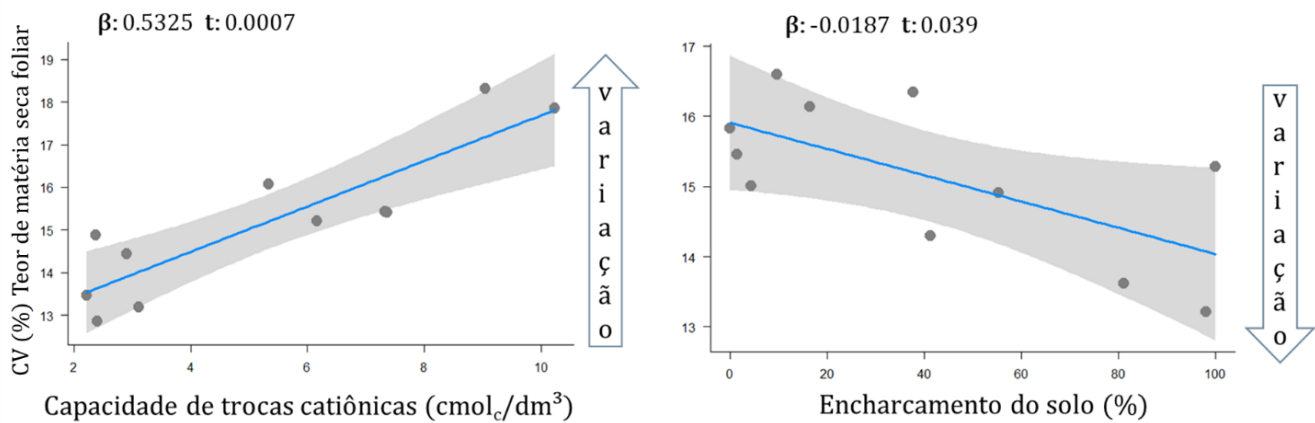 β: 0.5325 t: 0.0007
CV (%) Teor de matéria seca foliar
19
18
17
16
15
14
13
2 4 6 8 10
Capacidade de trocas catiônicas (cmolc/dm³)
variação
β: -0.0187 t: 0.039
17
16
15
14
13
0 20 40 60 80 100
Encharcamento do solo (%)
variação